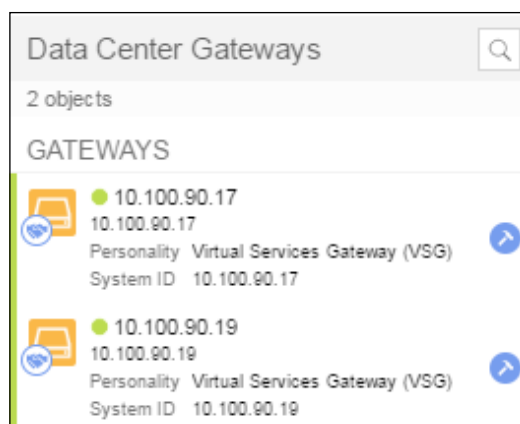 Data Center Gateways
2 objects
GATEWAYS
10.100.90.17
10.100.90.17
Personality Virtual Services Gateway (VSG)
System ID 10.100.90.17
10.100.90.19
10.100.90.19
Personality Virtual Services Gateway (VSG)
System ID 10.100.90.19